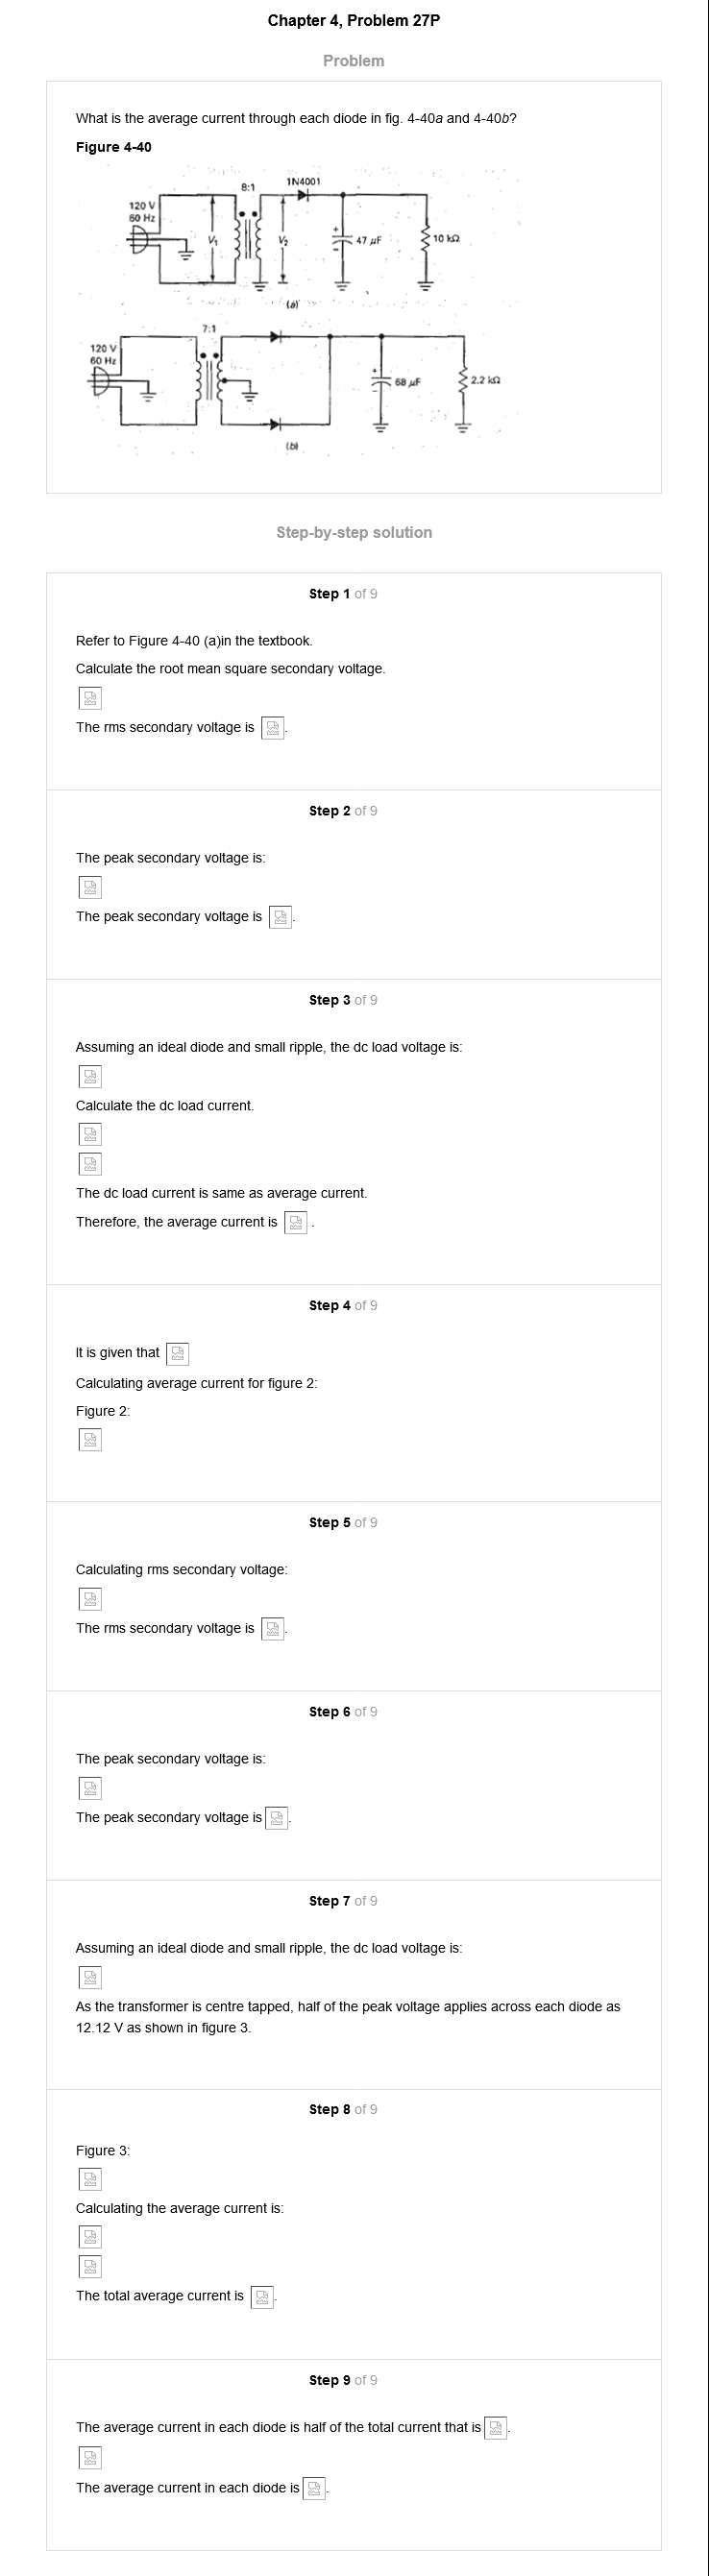 Chapter 4, Problem 27P
Problem
What is the average current through each diode in fig. 4-40a and 4-40b?
Figure 4-40
8:1
1N4001
120 V
60 Hz
V₁
V₂
47 µF
10 kΩ
(a)
7:1
120 V
60 Hz
68 µF
2.2 kΩ
(b)
Step-by-step solution
Step 1 of 9
Refer to Figure 4-40 (a)in the textbook.
Calculate the root mean square secondary voltage.
The rms secondary voltage is .
Step 2 of 9
The peak secondary voltage is:
The peak secondary voltage is .
Step 3 of 9
Assuming an ideal diode and small ripple, the dc load voltage is:
Calculate the dc load current.
The dc load current is same as average current.
Therefore, the average current is .
Step 4 of 9
It is given that
Calculating average current for figure 2:
Figure 2:
Step 5 of 9
Calculating rms secondary voltage:
The rms secondary voltage is .
Step 6 of 9
The peak secondary voltage is:
The peak secondary voltage is .
Step 7 of 9
Assuming an ideal diode and small ripple, the dc load voltage is:
As the transformer is centre tapped, half of the peak voltage applies across each diode as
12.12 V as shown in figure 3.
Step 8 of 9
Figure 3:
Calculating the average current is:
The total average current is .
Step 9 of 9
The average current in each diode is half of the total current that is .
The average current in each diode is .